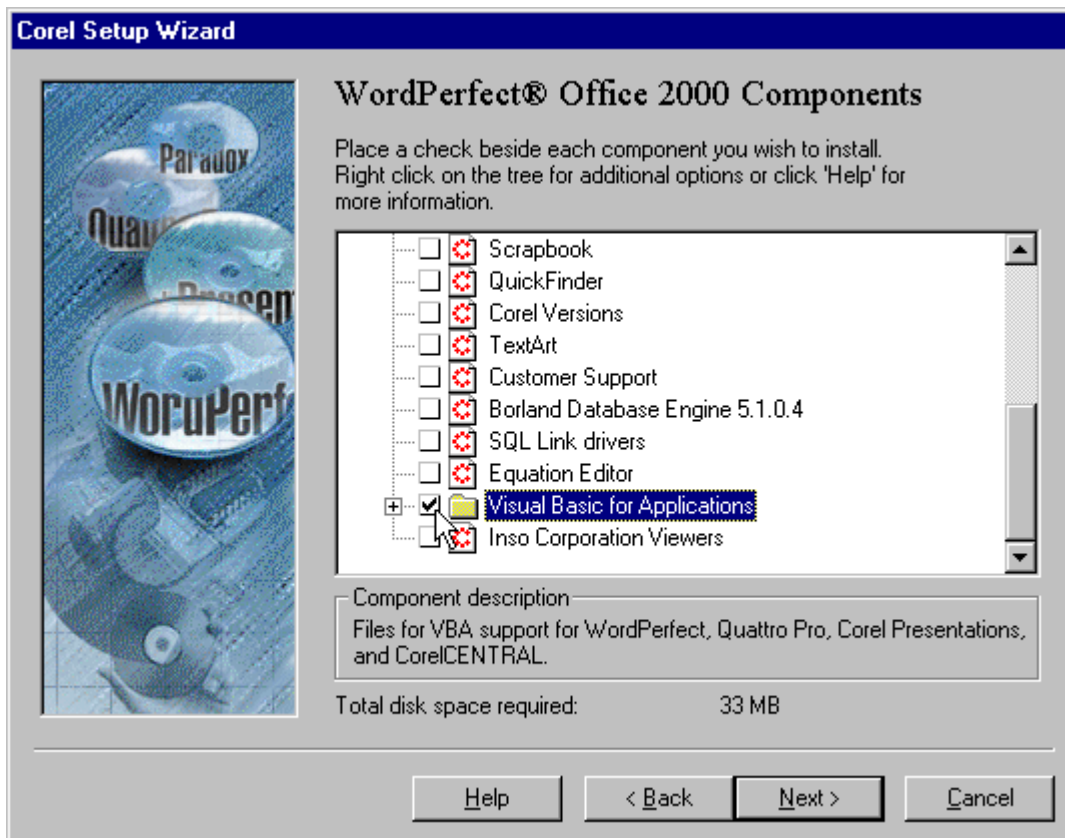 Corel Setup Wizard
WordPerfect® Office 2000 Components
Place a check beside each component you wish to install.
Right click on the tree for additional options or click 'Help' for
more information.
Paradox
Scrapbook
QuickFinder
Corel Versions
TextArt
Customer Support
Borland Database Engine 5.1.0.4
SQL Link drivers
Equation Editor
Visual Basic for Applications
Inso Corporation Viewers
Component description
Files for VBA support for WordPerfect, Quattro Pro, Corel Presentations,
and CorelCENTRAL.
Total disk space required: 33 MB
Help < Back Next > Cancel